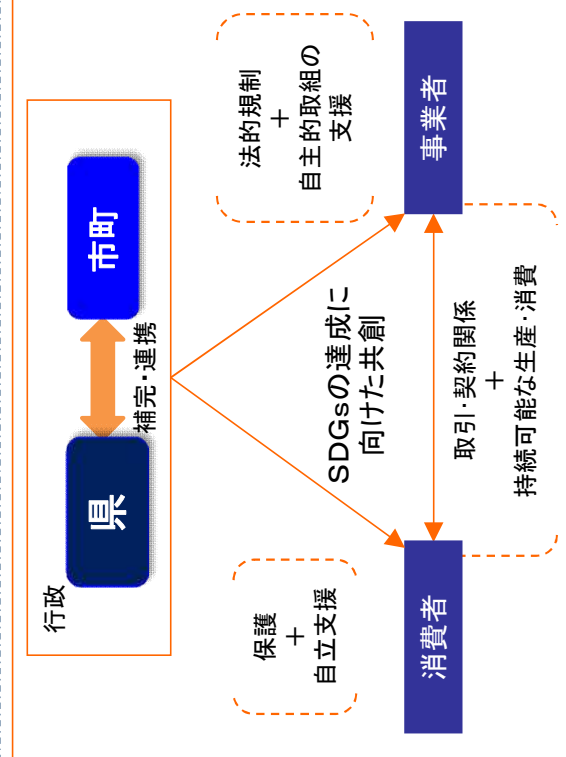 行政
県
市町
補完・連携
保護
＋
自立支援
法的規制
＋
自主的取組の
支援
SDGsの達成に
向けた共創
消費者
事業者
取引・契約関係
＋
持続可能な生産・消費